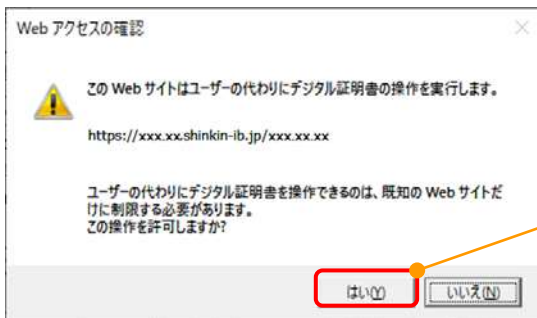 Web アクセスの確認
この Web サイトはユーザーの代わりにデジタル証明書の操作を実行します。
https://xxx.xx.shinkin-ib.jp/xxx.xx.xx
ユーザーの代わりにデジタル証明書を操作できるのは、既知の Web サイトだ
けに制限する必要があります。
この操作を許可しますか?
はい(Y) いいえ(N)